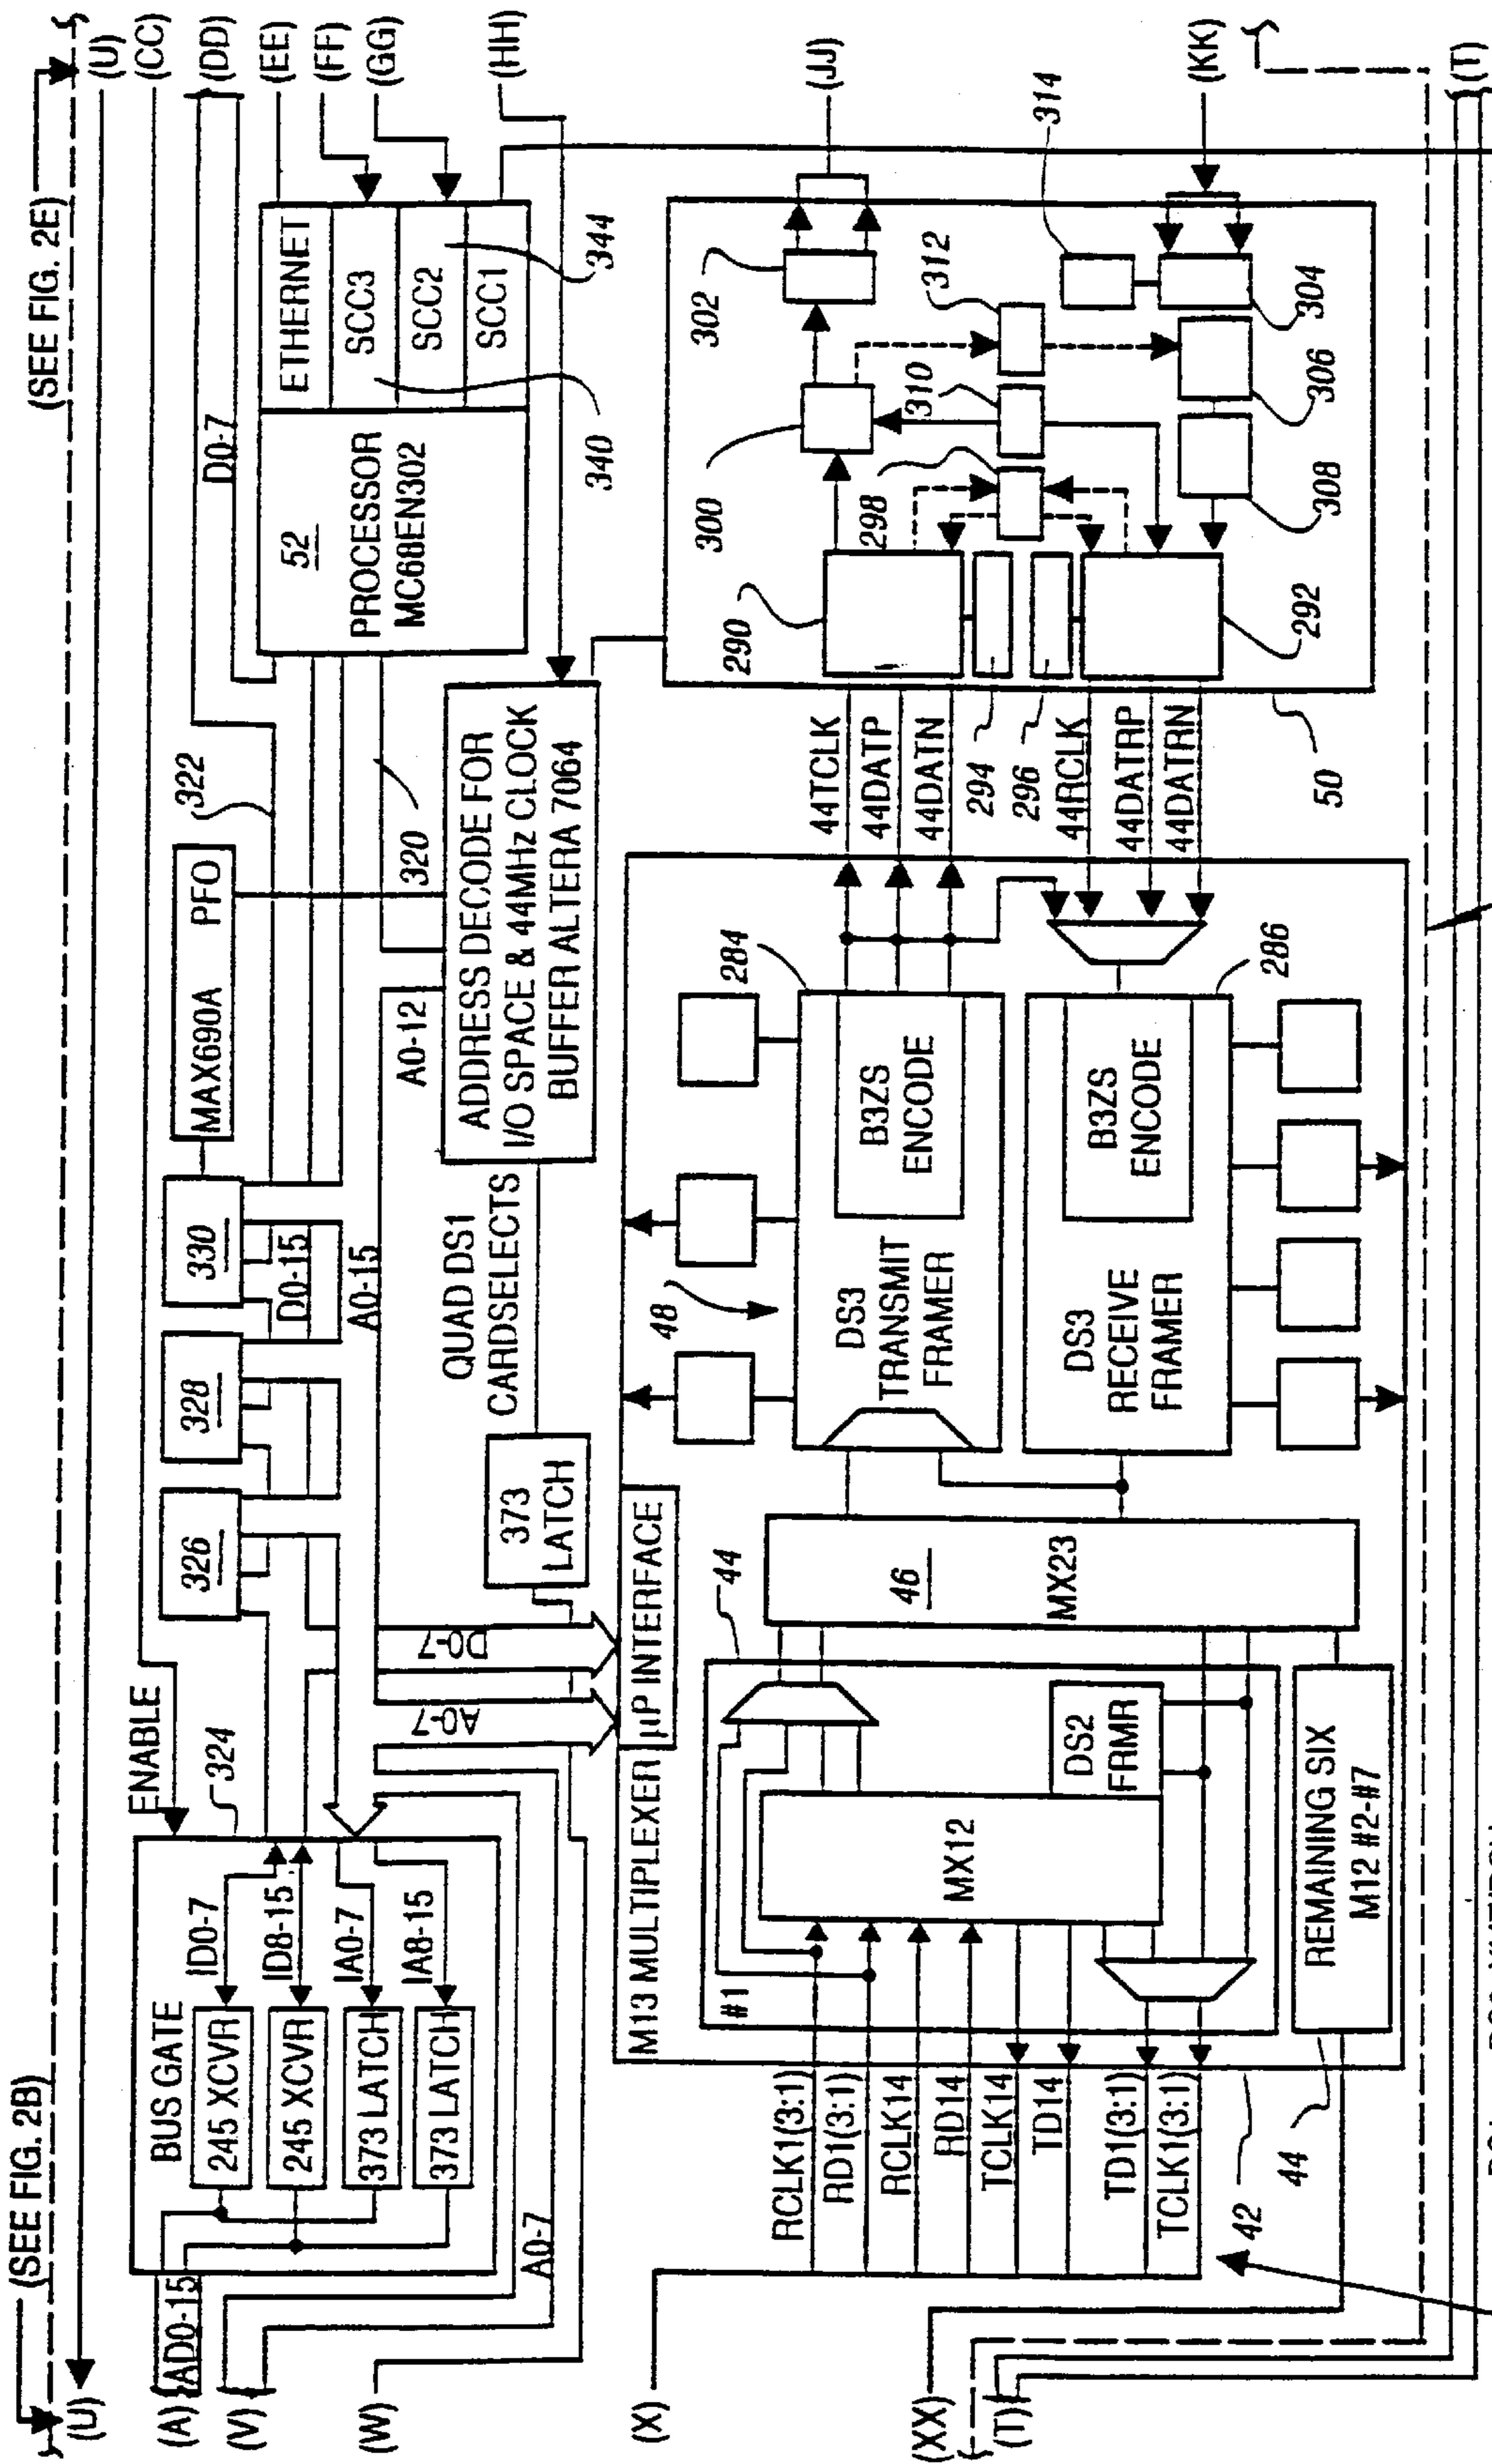 (SEE FIG. 2B)
(SEE FIG. 2E)
(U)
(U)
(CC)
(A)
AD0-15
(V)
(W)
(X)
(XX)
(T)
(DD)
(EE)
(FF)
(GG)
(HH)
(JJ)
(KK)
(T)
ENABLE
324
BUS GATE
245 XCVR
245 XCVR
373 LATCH
373 LATCH
ID0-7
ID8-15
IA0-7
IA8-15
A0-7
326
328
330
D0-15
A0-15
MAX690A PFO
322
320
D0-7
52
PROCESSOR
MC68EN302
ETHERNET
SCC3
SCC2
SCC1
340
344
A0-12
ADDRESS DECODE FOR
I/O SPACE & 44MHz CLOCK
BUFFER ALTERA 7064
QUAD DS1
CARDSELECTS
373
LATCH
D0-7
A0-7
M13 MULTIPLEXER
µP INTERFACE
44
#1
MX12
DS2
FRMR
46
MX23
REMAINING SIX
M12 #2-#7
RCLK1(3:1)
RD1(3:1)
RCLK14
RD14
TCLK14
TD14
TD1(3:1)
TCLK1(3:1)
42
44
48
DS3
TRANSMIT
FRAMER
B3ZS
ENCODE
284
DS3
RECEIVE
FRAMER
B3ZS
ENCODE
286
44TCLK
44DATP
44DATN
294
296
44RCLK
44DATRP
44DATRN
50
290
292
298
300
302
310
312
314
304
306
308